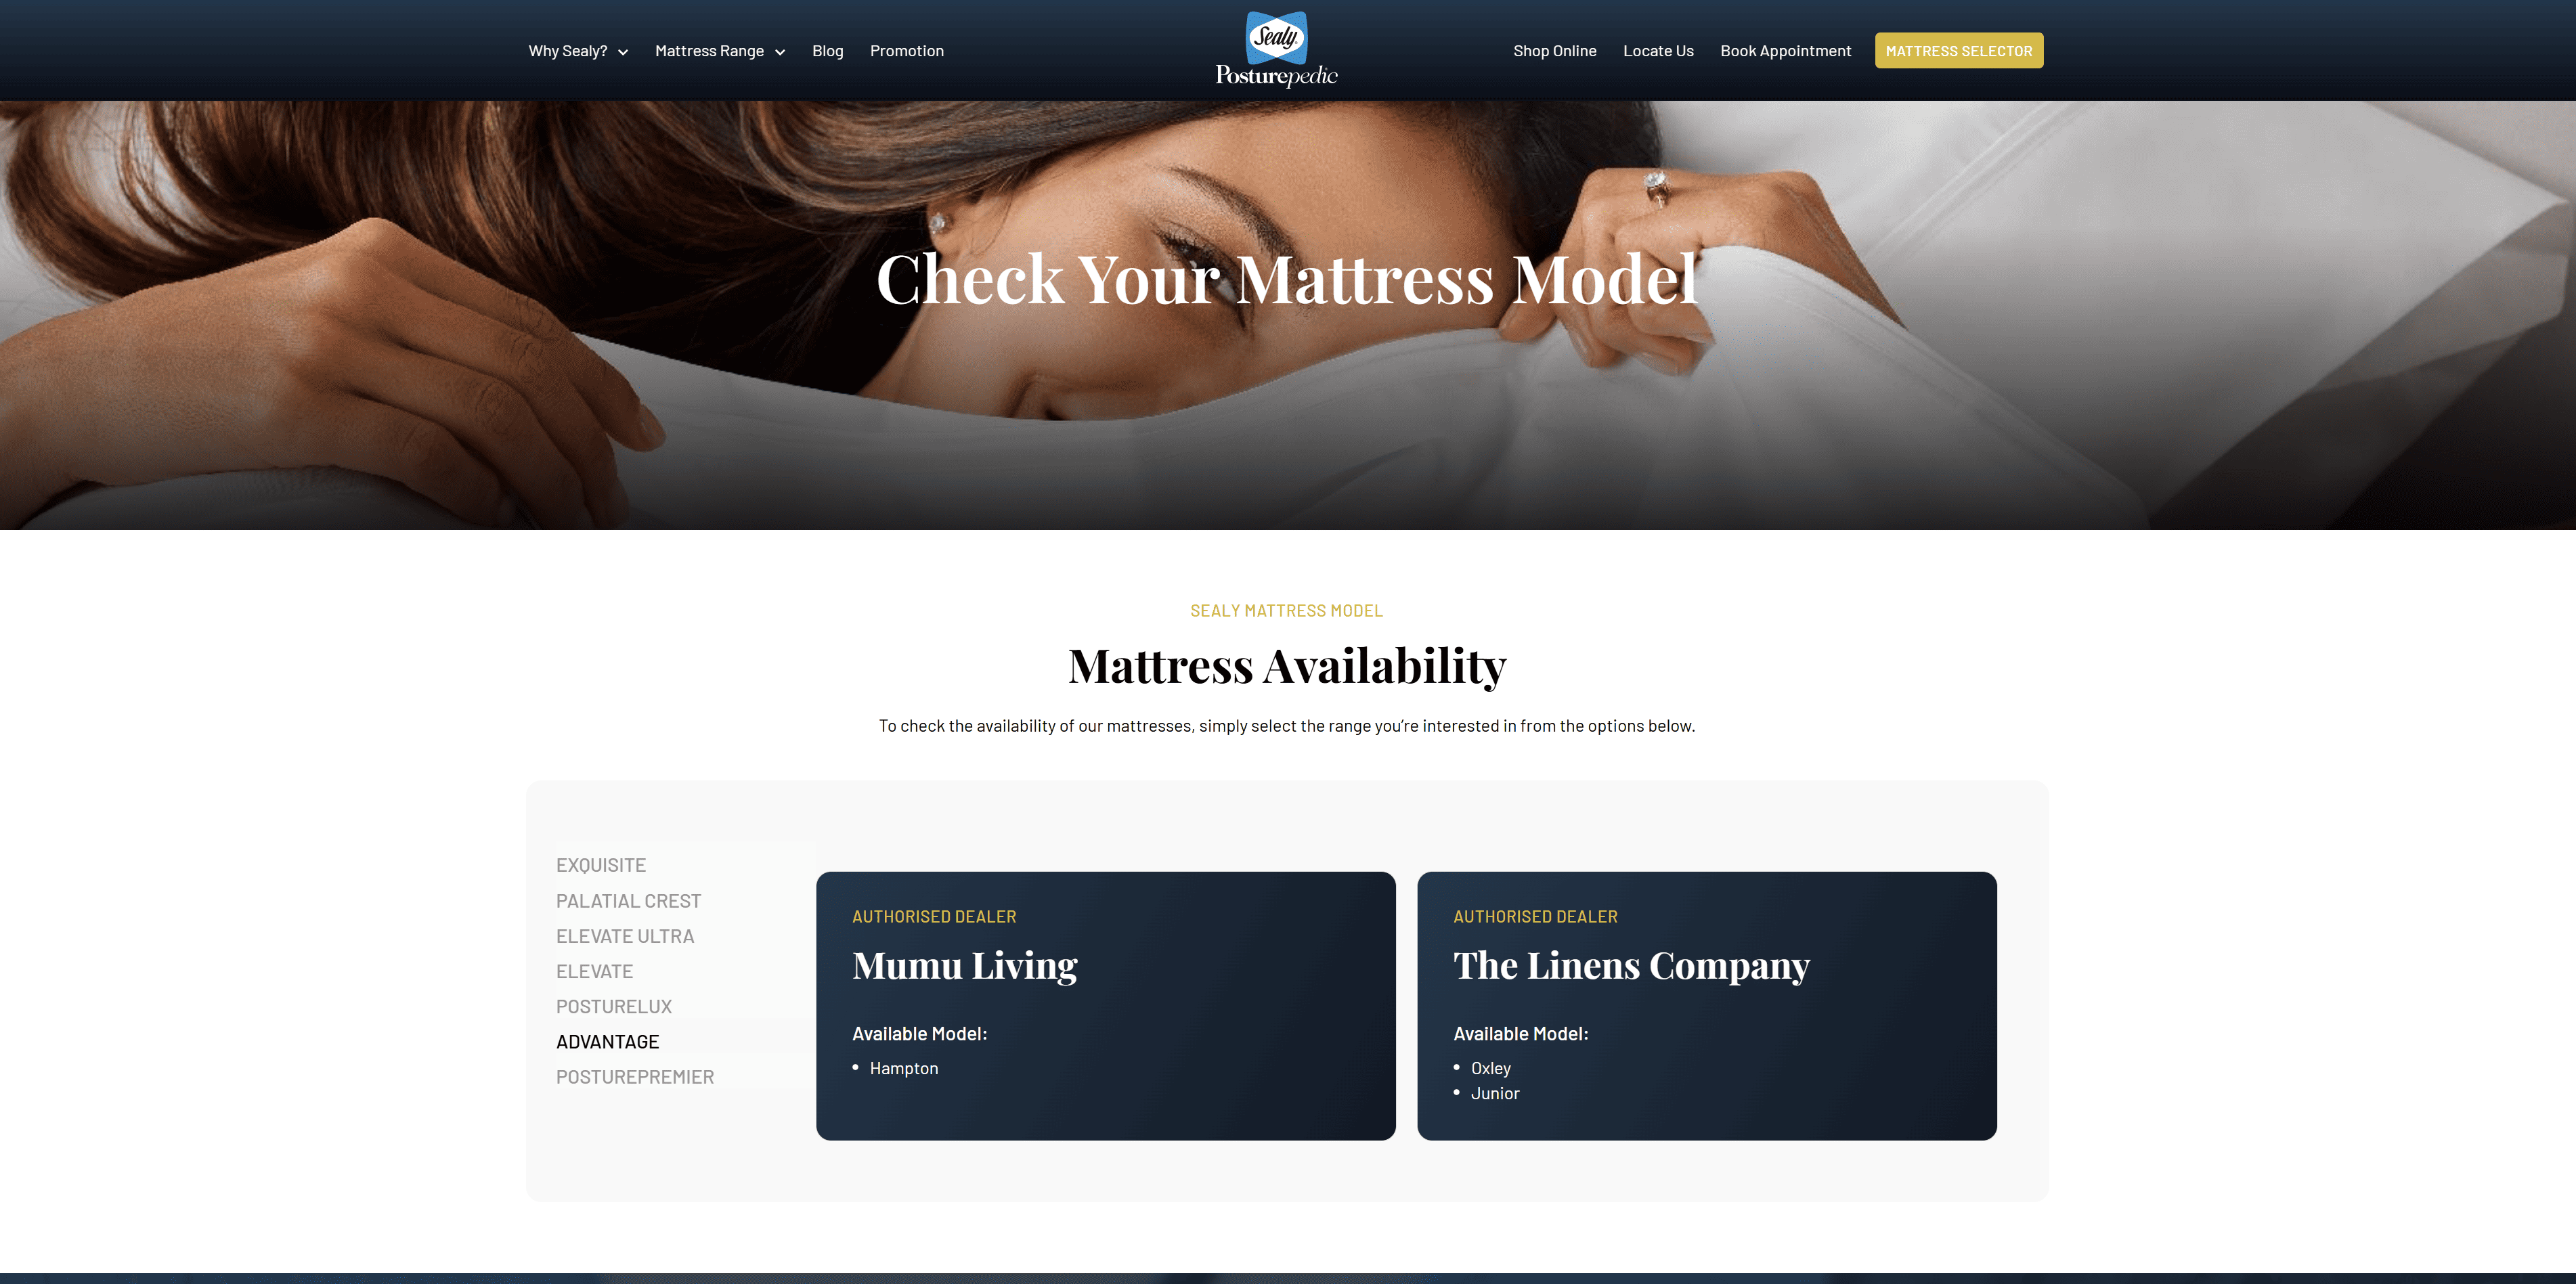 Why Sealy?
Mattress Range
Blog
Promotion
Sealy
Posturepedic
Shop Online
Locate Us
Book Appointment
MATTRESS SELECTOR
Check Your Mattress Model
SEALY MATTRESS MODEL
Mattress Availability
To check the availability of our mattresses, simply select the range you're interested in from the options below.
EXQUISITE
PALATIAL CREST
ELEVATE ULTRA
ELEVATE
POSTURELUX
ADVANTAGE
POSTUREPREMIER
AUTHORISED DEALER
Mumu Living
Available Model:
• Hampton
AUTHORISED DEALER
The Linens Company
Available Model:
• Oxley
• Junior